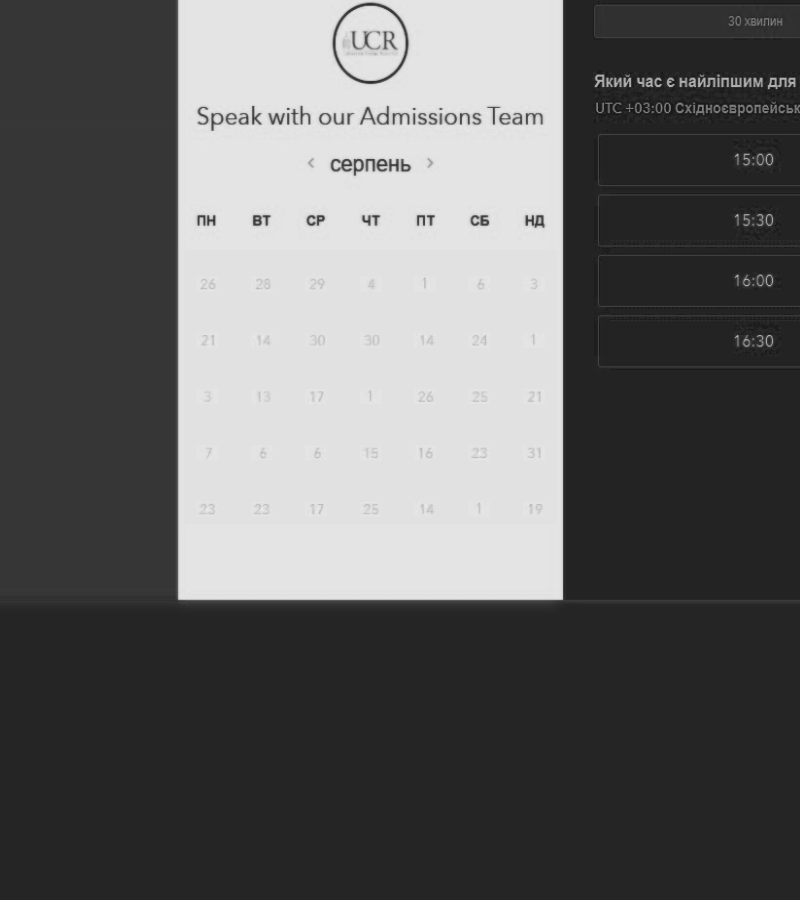 UCR
Speak with our Admissions Team
‹ серпень ›
ПН ВТ СР ЧТ ПТ СБ НД
26 28 29 4 1 6 3
21 14 30 30 14 24 1
3 13 17 1 26 25 21
7 6 6 15 16 23 31
23 23 17 25 14 1 19
30 хвилин
Який час є найліпшим для
UTC +03:00 Східноєвропейськ
15:00
15:30
16:00
16:30